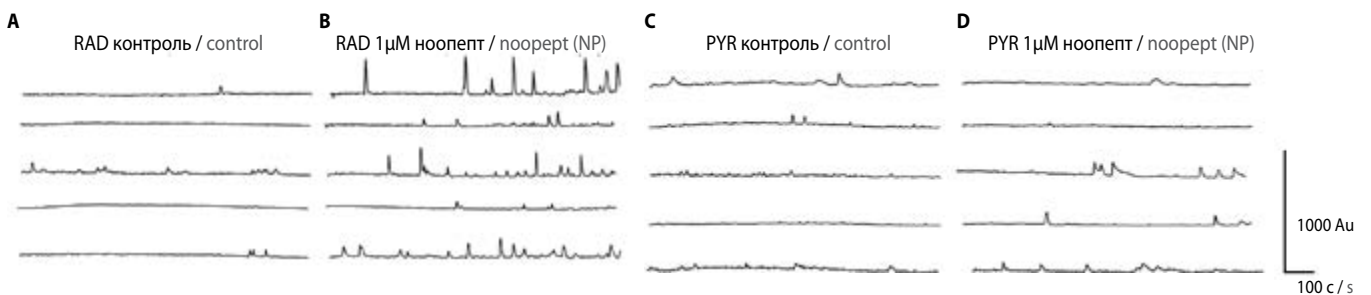 A
RAD контроль / control
B
RAD 1µM ноопепт / noopept (NP)
C
PYR контроль / control
D
PYR 1µM ноопепт / noopept (NP)
1000 Au
100 c / s